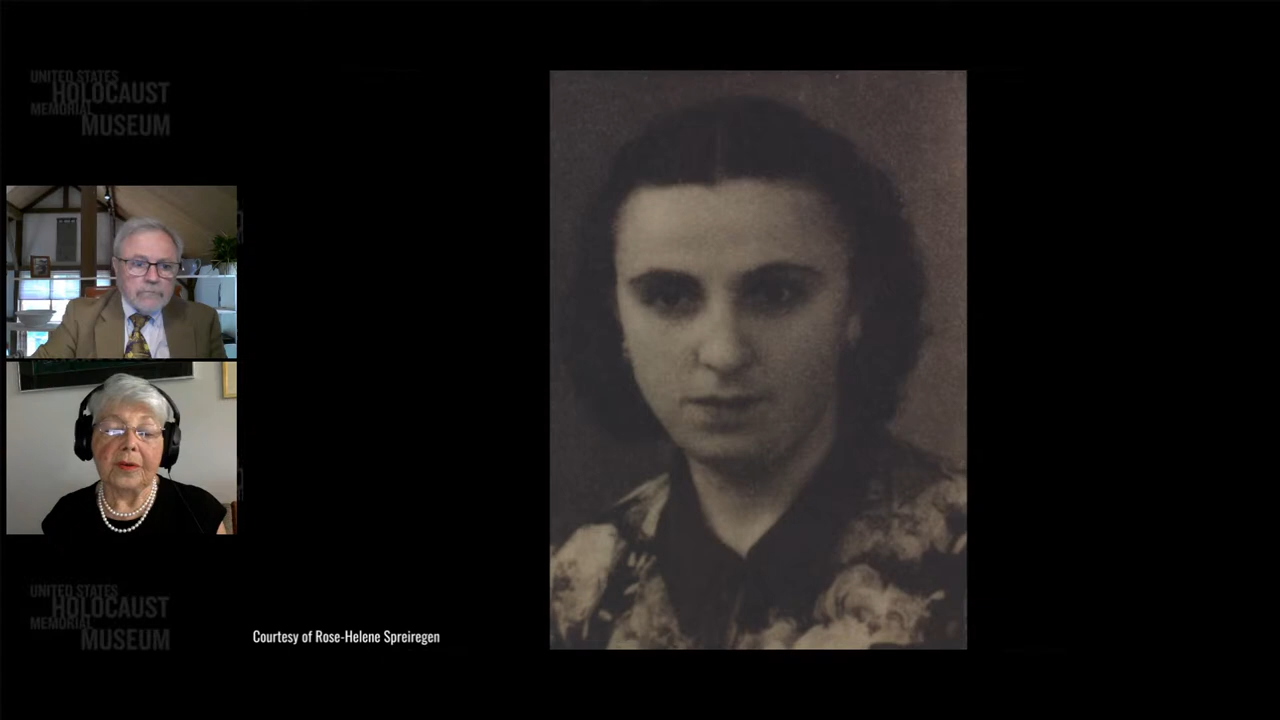 UNITED STATES
HOLOCAUST
MEMORIAL
MUSEUM
UNITED STATES
HOLOCAUST
MEMORIAL
MUSEUM
Courtesy of Rose-Helene Spreiregen